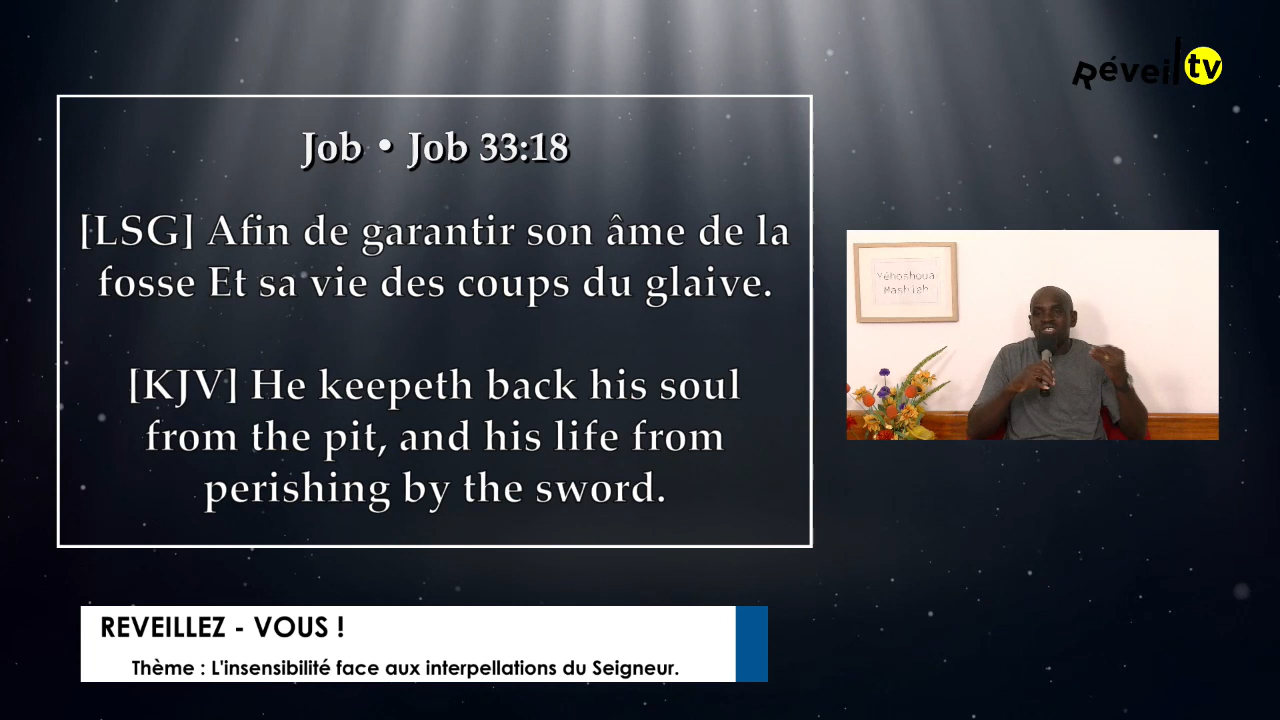 Réveil tv
Job • Job 33:18
[LSG] Afin de garantir son âme de la
fosse Et sa vie des coups du glaive.
[KJV] He keepeth back his soul
from the pit, and his life from
perishing by the sword.
Yéhoshoua
Mashiah
REVEILLEZ - VOUS !
Thème : L'insensibilité face aux interpellations du Seigneur.